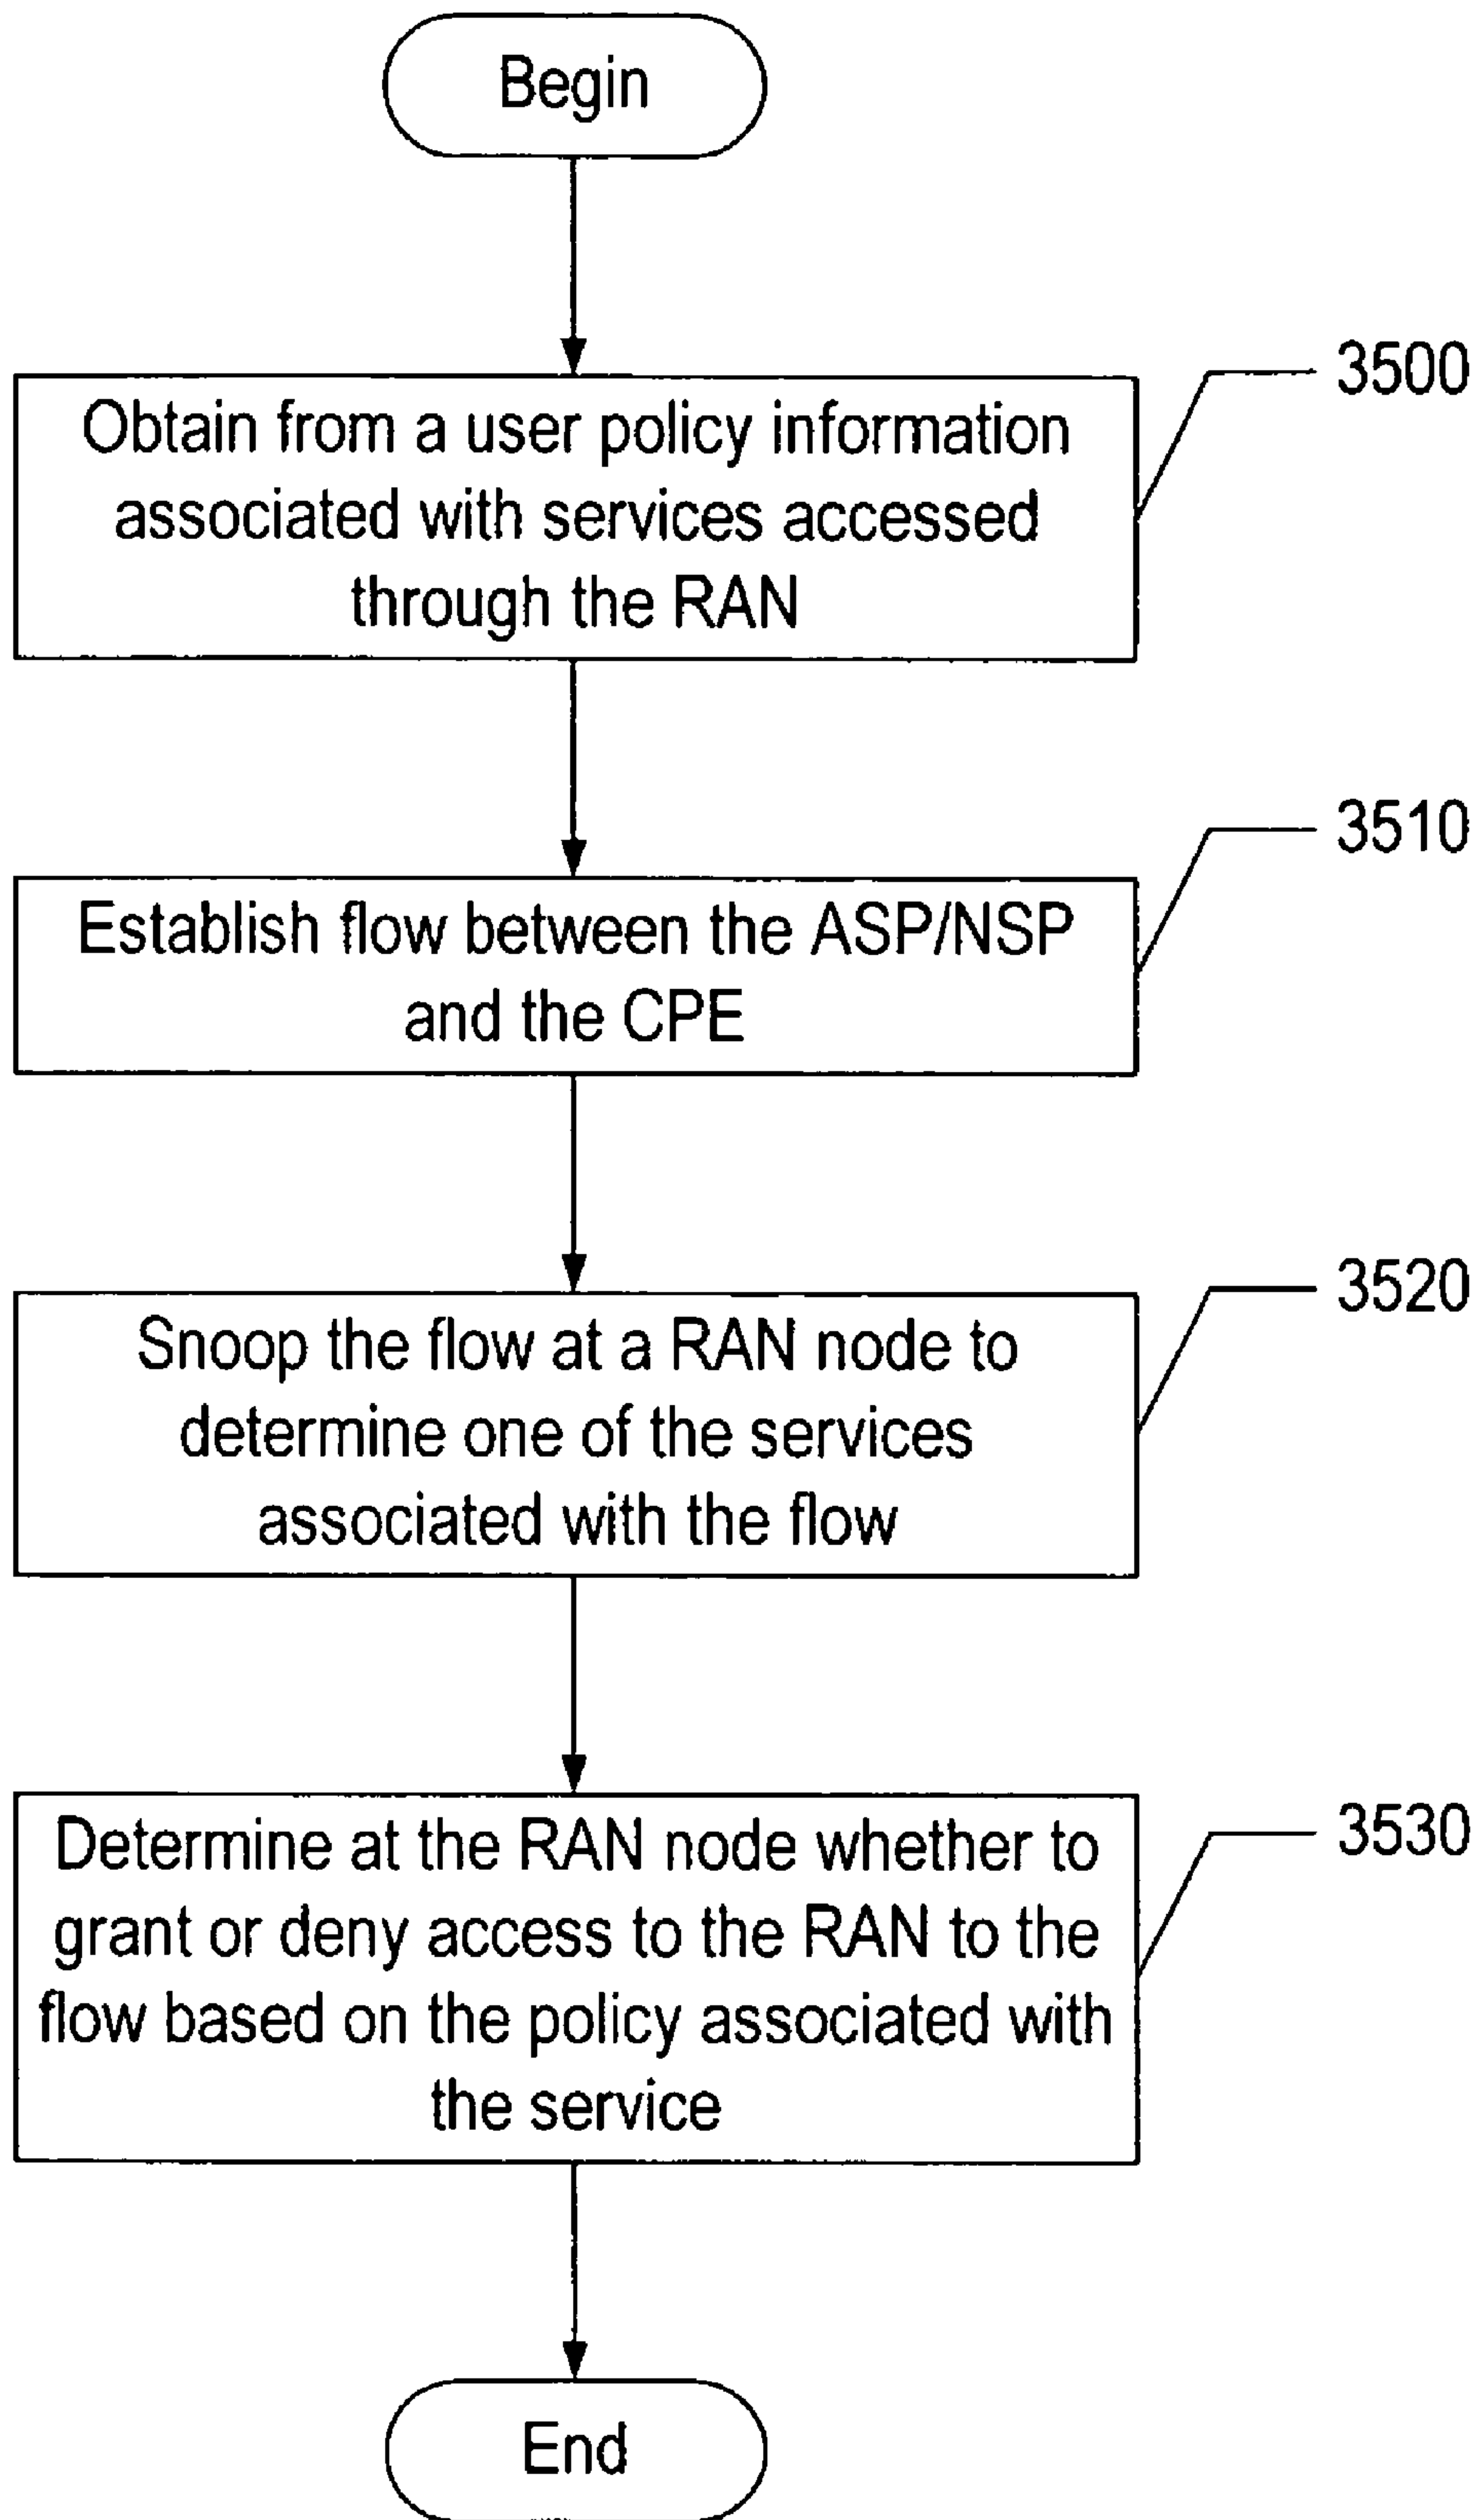 Begin
3500
Obtain from a user policy information
associated with services accessed
through the RAN
3510
Establish flow between the ASP/NSP
and the CPE
3520
Snoop the flow at a RAN node to
determine one of the services
associated with the flow
3530
Determine at the RAN node whether to
grant or deny access to the RAN to the
flow based on the policy associated with
the service
End